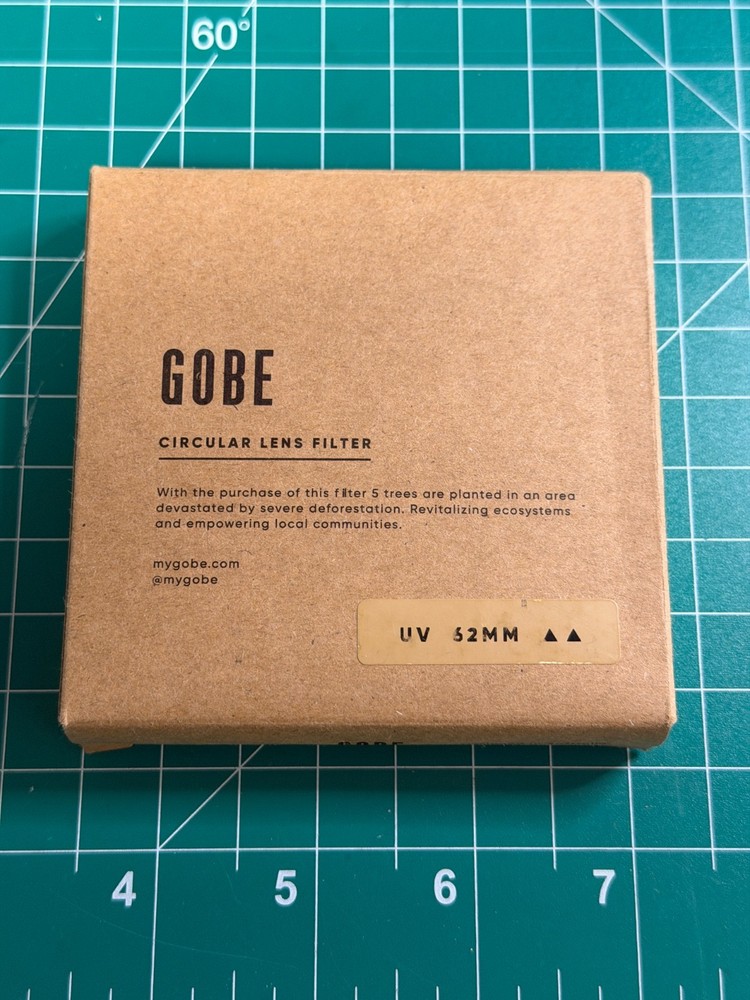 60°
GOBE
CIRCULAR LENS FILTER
With the purchase of this filter 5 trees are planted in an area
devastated by severe deforestation. Revitalizing ecosystems
and empowering local communities.
mygobe.com
@mygobe
UV 62MM ▲▲
GOBE
4 5 6 7